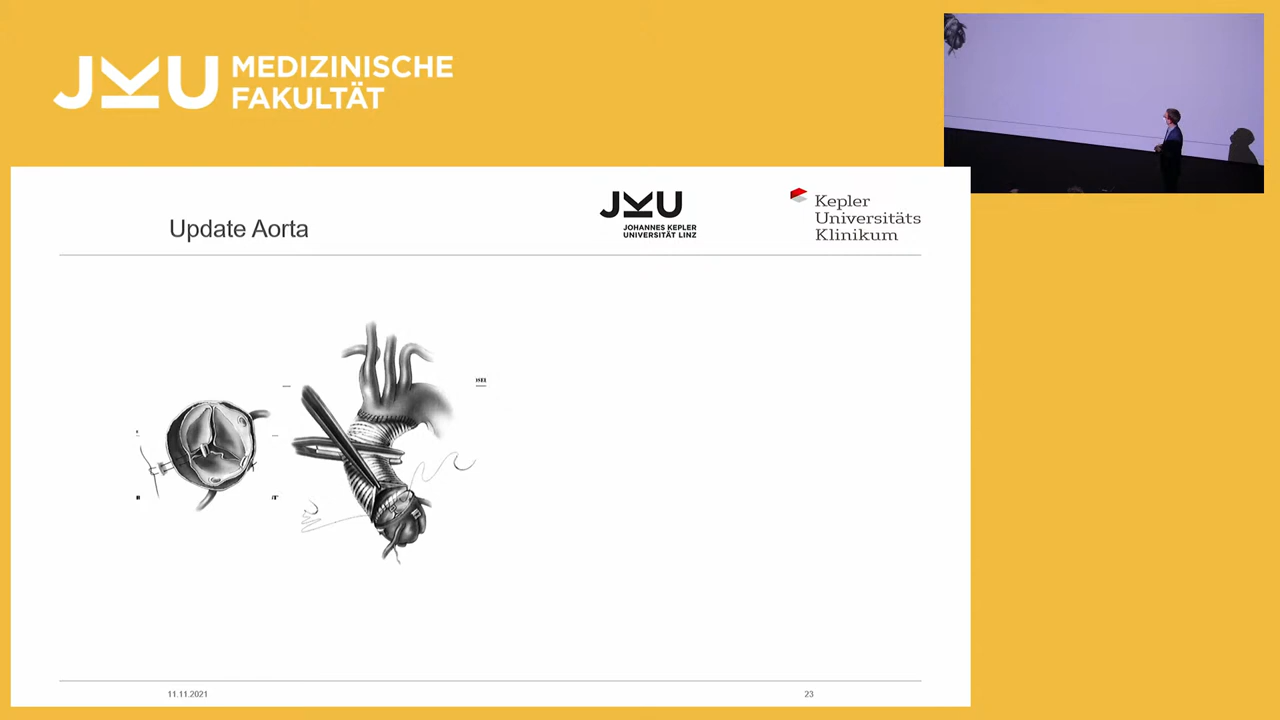 JKU MEDIZINISCHE
FAKULTÄT
Update Aorta
JKU
JOHANNES KEPLER
UNIVERSITÄT LINZ
Kepler
Universitäts
Klinikum
11.11.2021
23